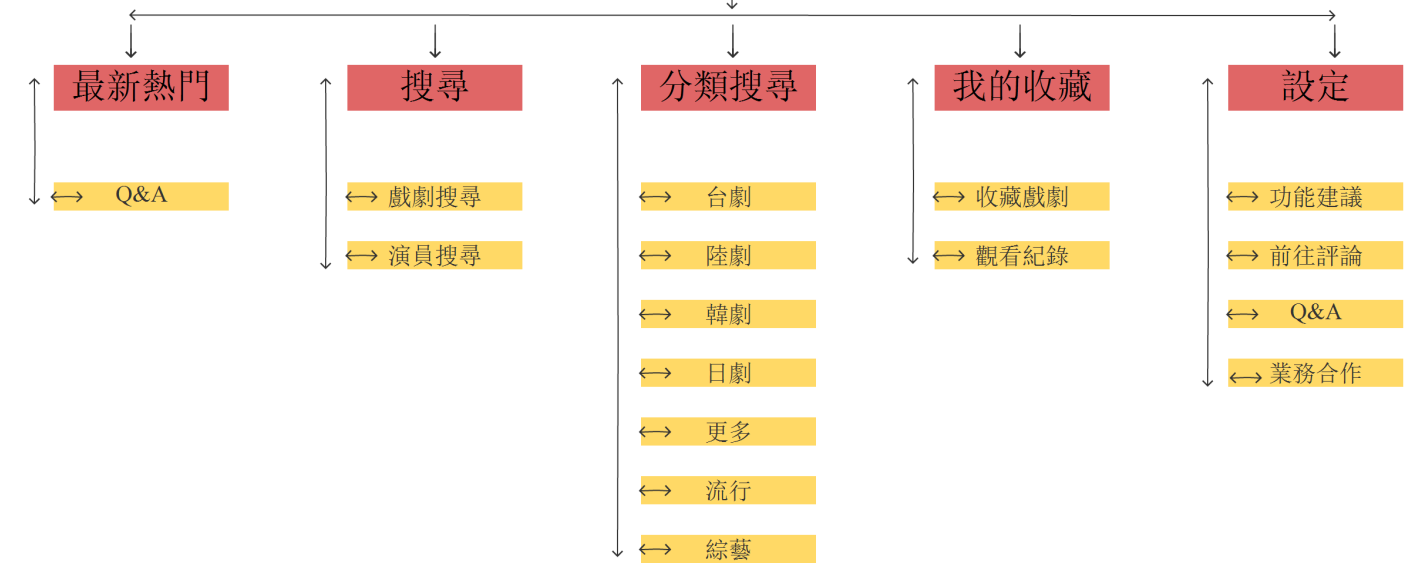 最新熱門
Q&A
搜尋
戲劇搜尋
演員搜尋
分類搜尋
台劇
陸劇
韓劇
日劇
更多
流行
綜藝
我的收藏
收藏戲劇
觀看紀錄
設定
功能建議
前往評論
Q&A
業務合作